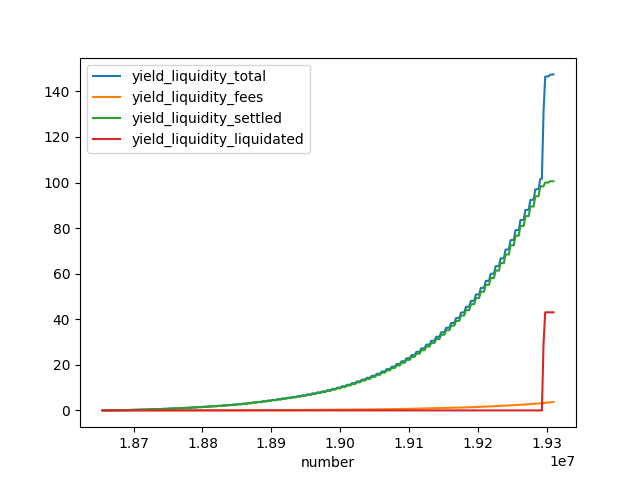 yield_liquidity_total
yield_liquidity_fees
yield_liquidity_settled
yield_liquidity_liquidated
140
120
100
80
60
40
20
0
1.87 1.88 1.89 1.90 1.91 1.92 1.93
1e7
number